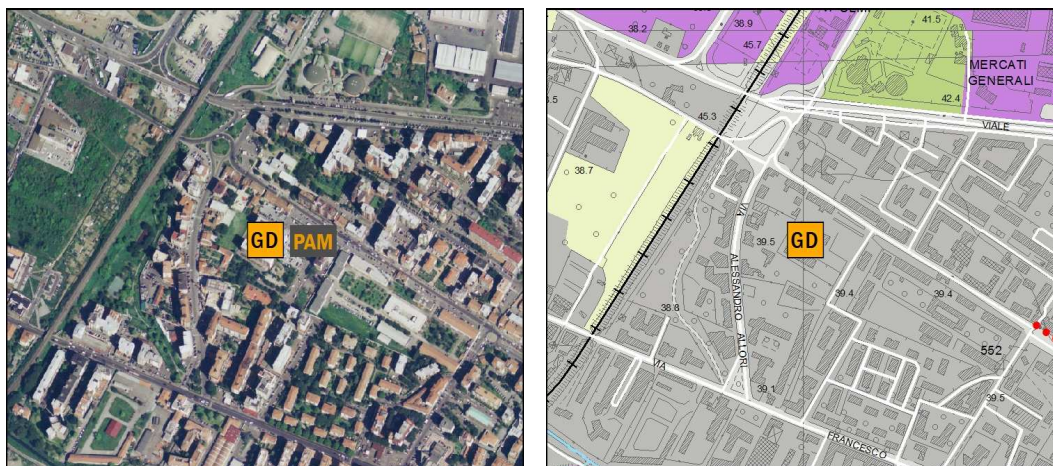 GD PAM
38.2
38.9
45.7
41.5
MERCATI
GENERALI
42.4
VIALE
45.3
38.7
VIA
ALESSANDRO
ALLORI
39.5
GD
39.4
39.4
38.8
VIA
552
39.1
39.5
FRANCESCO